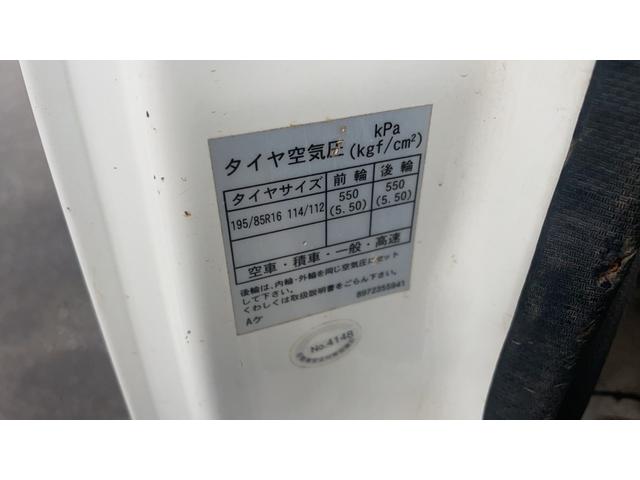 タイヤ空気圧 kPa (kgf/cm²)
タイヤサイズ 前輪 後輪
195/85R16 114/112 550 (5.50) 550 (5.50)
空車・積車・一般・高速
後輪は、内輪・外輪を同じ空気圧にセット
して下さい。
くわしくは取扱説明書をごらん下さい。
Aケ 8972355941
No.4148